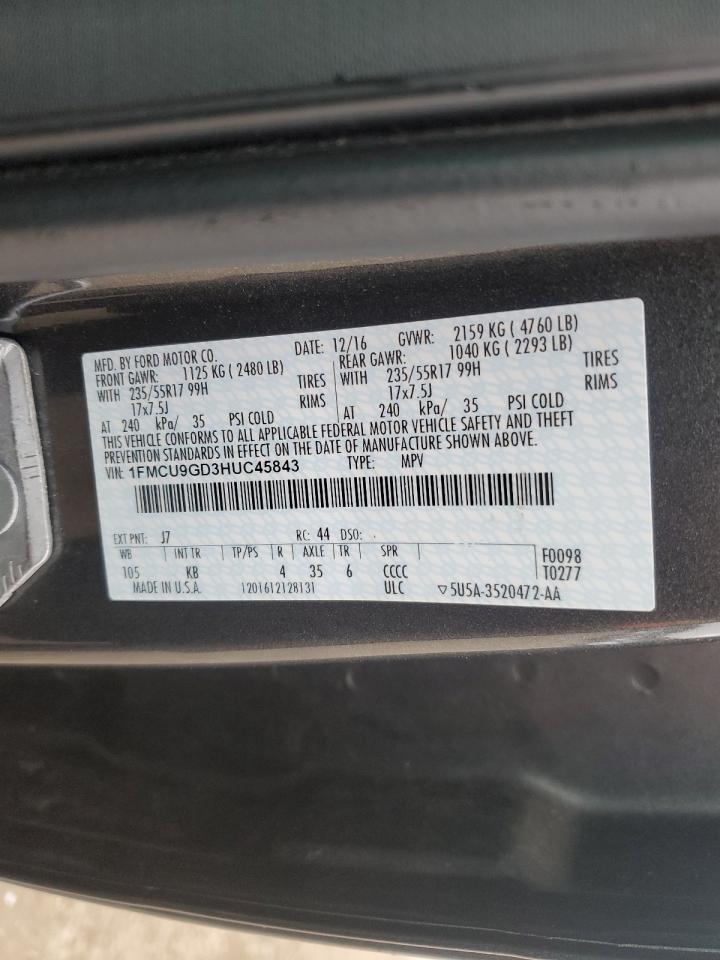 MFD. BY FORD MOTOR CO. DATE: 12/16 GVWR: 2159 KG ( 4760 LB)
FRONT GAWR: 1125 KG ( 2480 LB) REAR GAWR: 1040 KG ( 2293 LB)
WITH 235/55R17 99H TIRES WITH 235/55R17 99H TIRES
17x7.5J RIMS 17x7.5J RIMS
AT 240 kPa/ 35 PSI COLD AT 240 kPa/ 35 PSI COLD
THIS VEHICLE CONFORMS TO ALL APPLICABLE FEDERAL MOTOR VEHICLE SAFETY AND THEFT
PREVENTION STANDARDS IN EFFECT ON THE DATE OF MANUFACTURE SHOWN ABOVE.
VIN: 1FMCU9GD3HUC45843 TYPE: MPV
EXT PNT: J7 RC: 44 DSO:
WB INT TR TP/PS R AXLE TR SPR F0098
105 KB 4 35 6 CCCC T0277
MADE IN U.S.A. 1201612128131 ULC ▽5U5A-3520472-AA